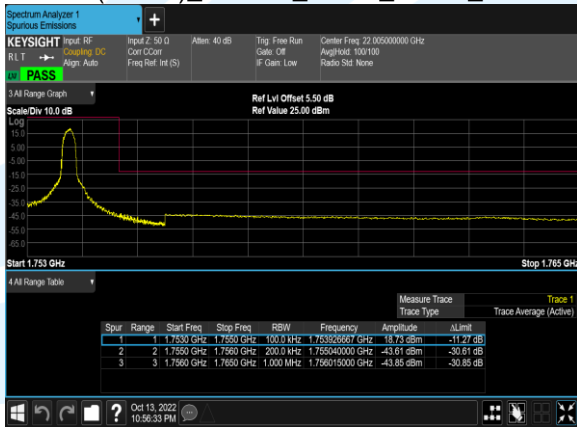 Spectrum Analyzer 1
Spurious Emissions
KEYSIGHT
RLT
Input: RF
Coupling: DC
Align: Auto
Input Z: 50 Ω
Corr CCorr
Freq Ref: Int (S)
Atten: 40 dB
Trig: Free Run
Gate: Off
IF Gain: Low
Center Freq: 22.005000000 GHz
Avg|Hold: 100/100
Radio Std: None
PASS
3 All Range Graph
Scale/Div 10.0 dB
Ref Lvl Offset 5.50 dB
Ref Value 25.00 dBm
Log
15.0
5.00
-5.00
-15.0
-25.0
-35.0
-45.0
-55.0
-65.0
Start 1.753 GHz
Stop 1.765 GHz
4 All Range Table
Measure Trace Trace 1
Trace Type Trace Average (Active)
Spur Range Start Freq Stop Freq RBW Frequency Amplitude ΔLimit
1 1 1.7530 GHz 1.7550 GHz 100.0 kHz 1.753926667 GHz 18.73 dBm -11.27 dB
2 2 1.7550 GHz 1.7560 GHz 200.0 kHz 1.755040000 GHz -43.61 dBm -30.61 dB
3 3 1.7560 GHz 1.7650 GHz 1.000 MHz 1.756015000 GHz -43.85 dBm -30.85 dB
Oct 13, 2022
10:56:33 PM